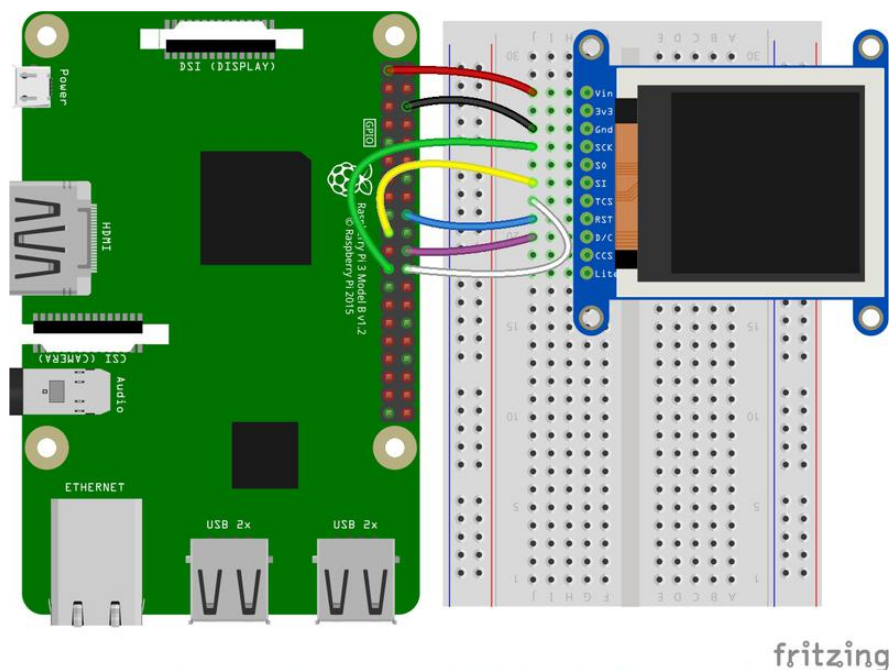 DSI (DISPLAY)
Power
GPIO
HDMI
Raspberry Pi 3 Model B v1.2
© Raspberry Pi 2015
CSI (CAMERA)
Audio
ETHERNET
USB 2x
USB 2x
30
J I H G F
E D C B A
30
Vin
3v3
Gnd
SCK
SO
SI
TCS
RST
D/C
CCS
Lite
20
15
15
10
10
5
5
1
1
J I H G F
E D C B A
fritzing